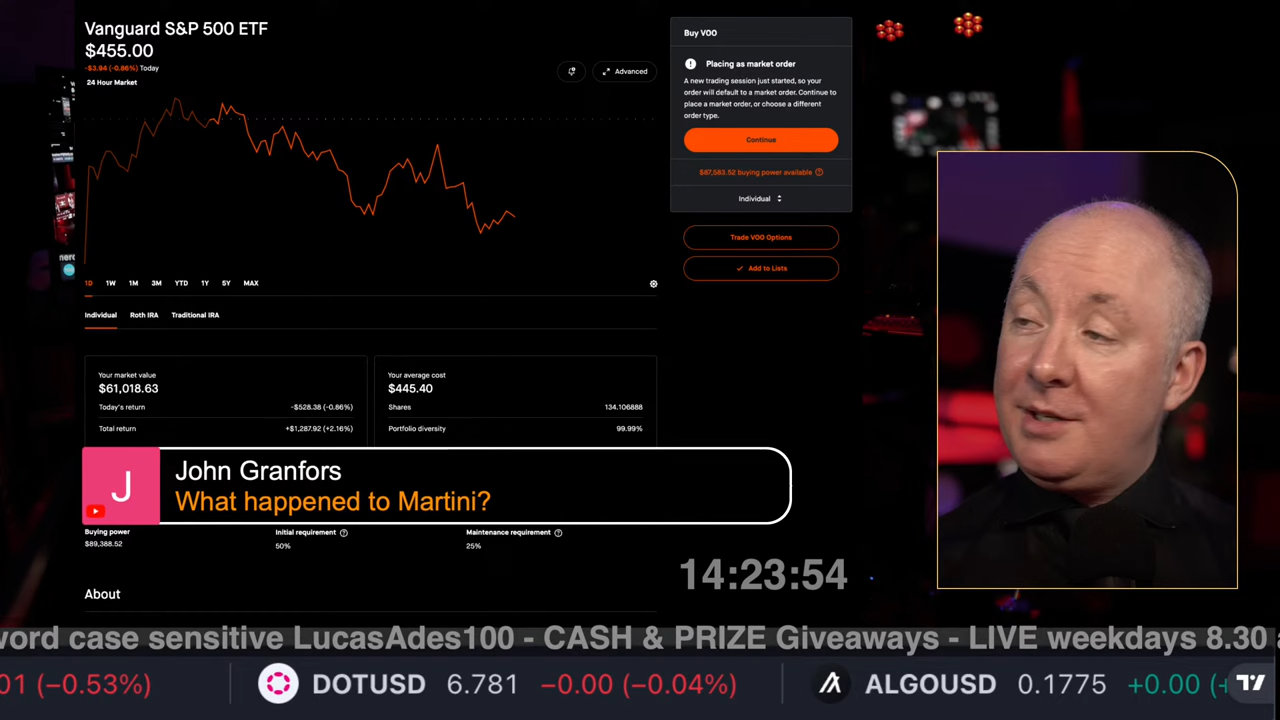 Vanguard S&P 500 ETF
$455.00
-$3.94 (-0.86%) Today
24 Hour Market
Advanced
Buy VOO
Placing as market order
A new trading session just started, so your
order will default to a market order. Continue to
place a market order, or choose a different
order type.
Continue
$87,583.52 buying power available
Individual
Trade VOO Options
Add to Lists
1D 1W 1M 3M YTD 1Y 5Y MAX
Individual Roth IRA Traditional IRA
Your market value
$61,018.63
Today's return -$528.38 (-0.86%)
Total return +$1,287.92 (+2.16%)
Your average cost
$445.40
Shares 134.106888
Portfolio diversity 99.99%
J
John Granfors
What happened to Martini?
Buying power
$89,388.52
Initial requirement
50%
Maintenance requirement
25%
14:23:54
About
word case sensitive LucasAdes100 - CASH & PRIZE Giveaways - LIVE weekdays 8.30
01 (−0.53%) DOTUSD 6.781 −0.00 (−0.04%) ALGOUSD 0.1775 +0.00 (+